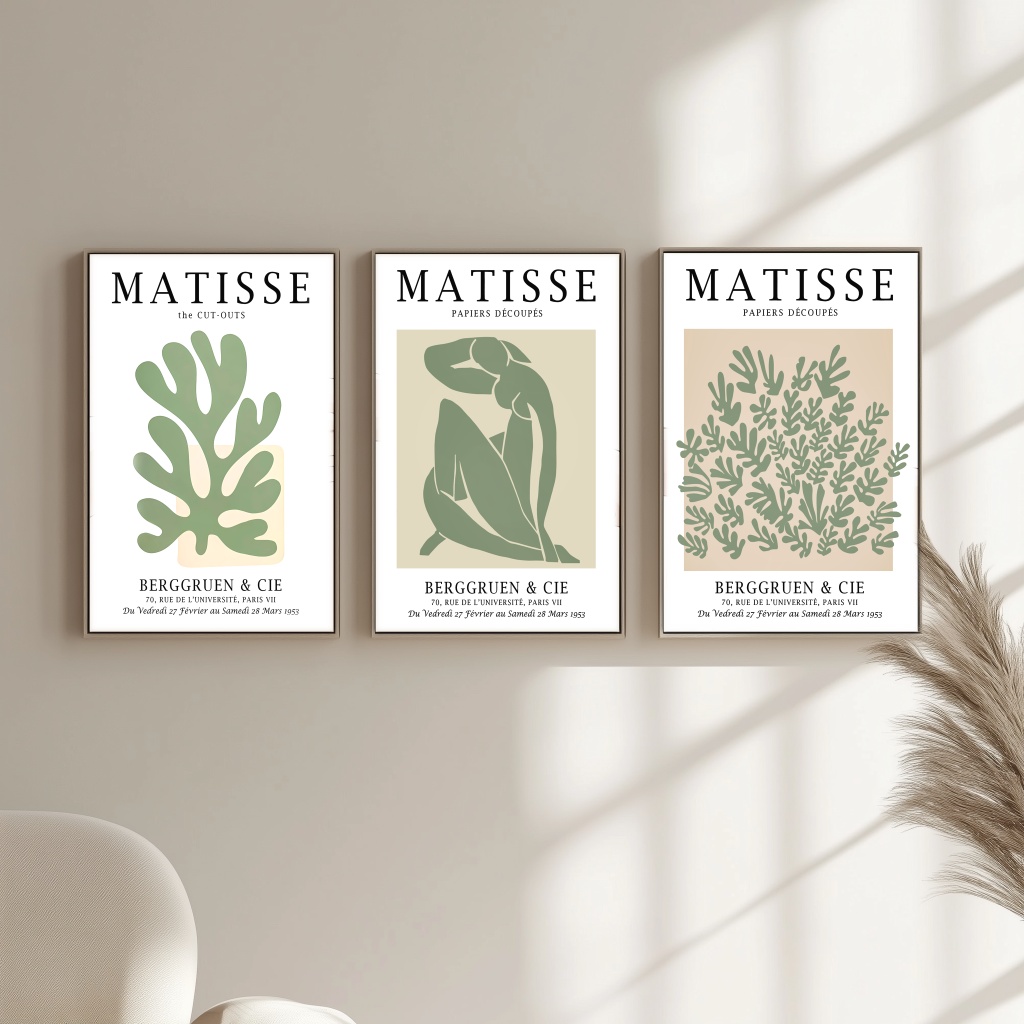 MATISSE
the CUT-OUTS
BERGGRUEN & CIE
70, RUE DE L'UNIVERSITÉ, PARIS VII
Du Vedredi 27 Février au Samedi 28 Mars 1953
MATISSE
PAPIERS DÉCOUPÉS
BERGGRUEN & CIE
70, RUE DE L'UNIVERSITÉ, PARIS VII
Du Vedredi 27 Février au Samedi 28 Mars 1953
MATISSE
PAPIERS DÉCOUPÉS
BERGGRUEN & CIE
70, RUE DE L'UNIVERSITÉ, PARIS VII
Du Vedredi 27 Février au Samedi 28 Mars 1953